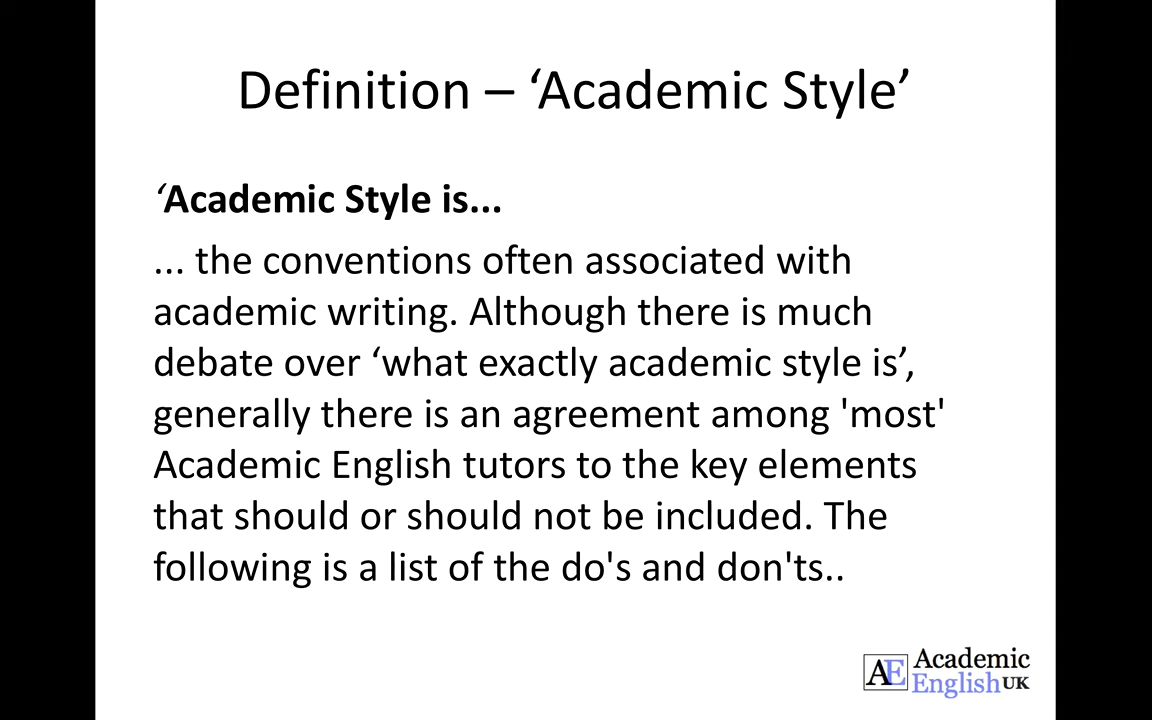 Definition – ‘Academic Style’
‘Academic Style is...
... the conventions often associated with
academic writing. Although there is much
debate over ‘what exactly academic style is’,
generally there is an agreement among 'most'
Academic English tutors to the key elements
that should or should not be included. The
following is a list of the do's and don'ts..
AE Academic
English UK